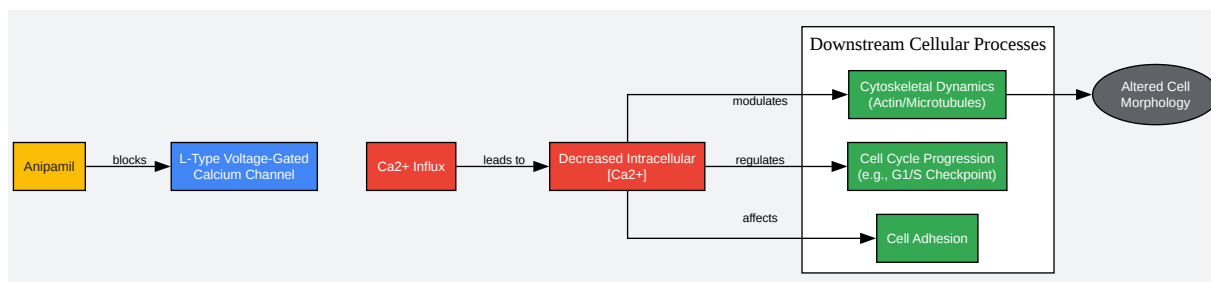 Anipamil
blocks
L-Type Voltage-Gated
Calcium Channel
Ca2+ Influx
leads to
Decreased Intracellular
[Ca2+]
modulates
regulates
affects
Downstream Cellular Processes
Cytoskeletal Dynamics
(Actin/Microtubules)
Cell Cycle Progression
(e.g., G1/S Checkpoint)
Cell Adhesion
Altered Cell
Morphology